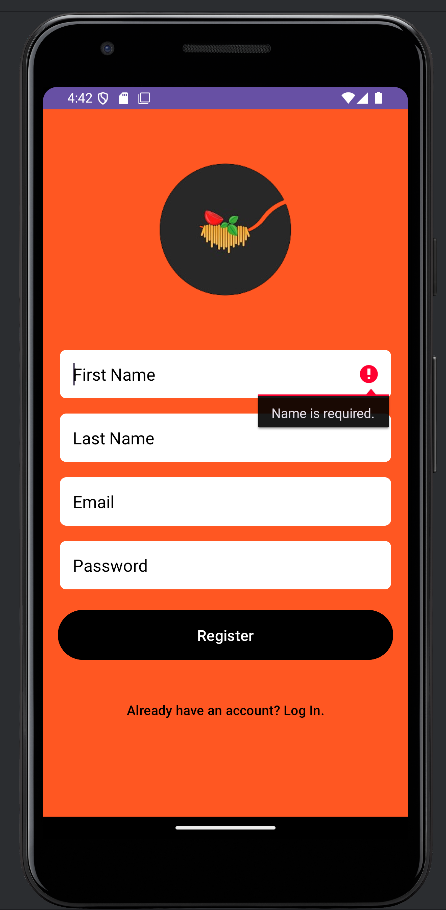 4:42
First Name
Name is required.
Last Name
Email
Password
Register
Already have an account? Log In.